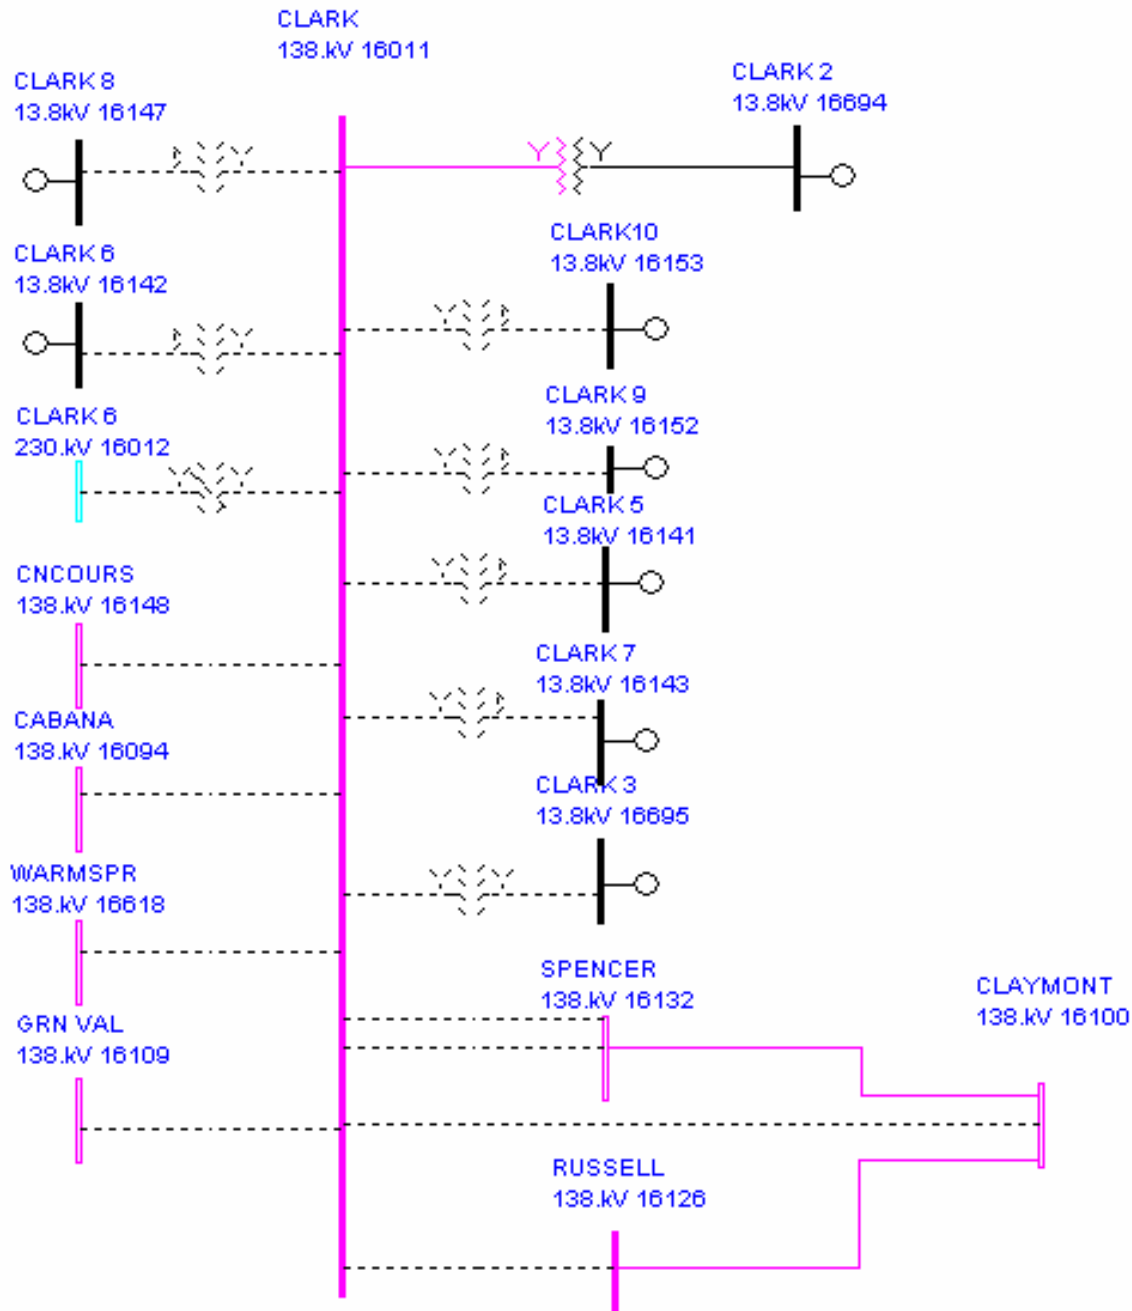 CLARK
138.kV 16011
CLARK 8
13.8kV 16147
CLARK 2
13.8kV 16694
CLARK 6
13.8kV 16142
CLARK10
13.8kV 16153
CLARK 6
230.kV 16012
CLARK 9
13.8kV 16152
CLARK 5
13.8kV 16141
CNCOURS
138.kV 16148
CLARK 7
13.8kV 16143
CABANA
138.kV 16094
CLARK 3
13.8kV 16695
WARMSPR
138.kV 16618
SPENCER
138.kV 16132
CLAYMONT
138.kV 16100
GRN VAL
138.kV 16109
RUSSELL
138.kV 16126